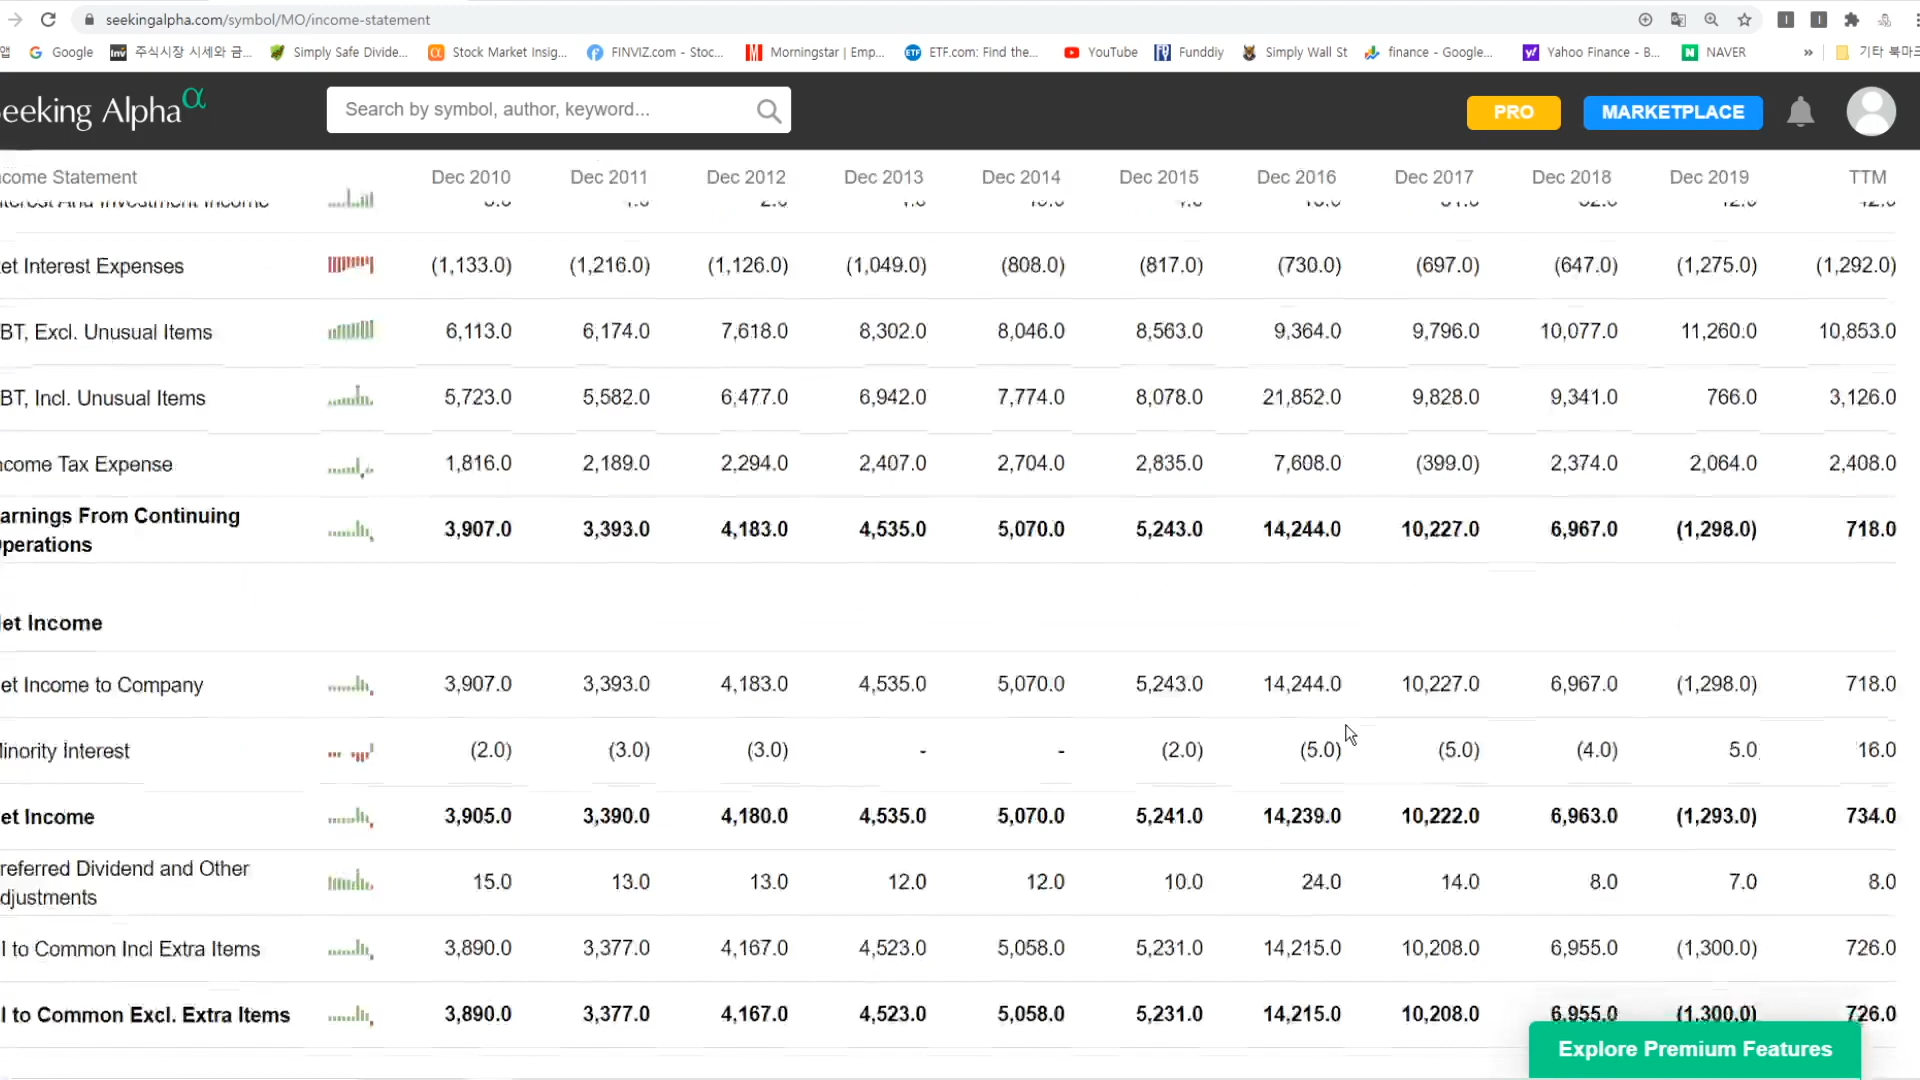 seekingalpha.com/symbol/MO/income-statement
앱 Google 주식시장 시세와 금... Simply Safe Divide... Stock Market Insig... FINVIZ.com - Stoc... Morningstar | Emp... ETF.com: Find the... YouTube Funddiy Simply Wall St finance - Google... Yahoo Finance - B... NAVER » 기타 북마크
eeking Alpha α Search by symbol, author, keyword... PRO MARKETPLACE
come Statement Dec 2010 Dec 2011 Dec 2012 Dec 2013 Dec 2014 Dec 2015 Dec 2016 Dec 2017 Dec 2018 Dec 2019 TTM
et Interest Expenses (1,133.0) (1,216.0) (1,126.0) (1,049.0) (808.0) (817.0) (730.0) (697.0) (647.0) (1,275.0) (1,292.0)
BT, Excl. Unusual Items 6,113.0 6,174.0 7,618.0 8,302.0 8,046.0 8,563.0 9,364.0 9,796.0 10,077.0 11,260.0 10,853.0
BT, Incl. Unusual Items 5,723.0 5,582.0 6,477.0 6,942.0 7,774.0 8,078.0 21,852.0 9,828.0 9,341.0 766.0 3,126.0
come Tax Expense 1,816.0 2,189.0 2,294.0 2,407.0 2,704.0 2,835.0 7,608.0 (399.0) 2,374.0 2,064.0 2,408.0
arnings From Continuing
perations 3,907.0 3,393.0 4,183.0 4,535.0 5,070.0 5,243.0 14,244.0 10,227.0 6,967.0 (1,298.0) 718.0
et Income
et Income to Company 3,907.0 3,393.0 4,183.0 4,535.0 5,070.0 5,243.0 14,244.0 10,227.0 6,967.0 (1,298.0) 718.0
inority Interest (2.0) (3.0) (3.0) - - (2.0) (5.0) (5.0) (4.0) 5.0 16.0
et Income 3,905.0 3,390.0 4,180.0 4,535.0 5,070.0 5,241.0 14,239.0 10,222.0 6,963.0 (1,293.0) 734.0
referred Dividend and Other
djustments 15.0 13.0 13.0 12.0 12.0 10.0 24.0 14.0 8.0 7.0 8.0
I to Common Incl Extra Items 3,890.0 3,377.0 4,167.0 4,523.0 5,058.0 5,231.0 14,215.0 10,208.0 6,955.0 (1,300.0) 726.0
I to Common Excl. Extra Items 3,890.0 3,377.0 4,167.0 4,523.0 5,058.0 5,231.0 14,215.0 10,208.0 6,955.0 (1,300.0) 726.0
Explore Premium Features